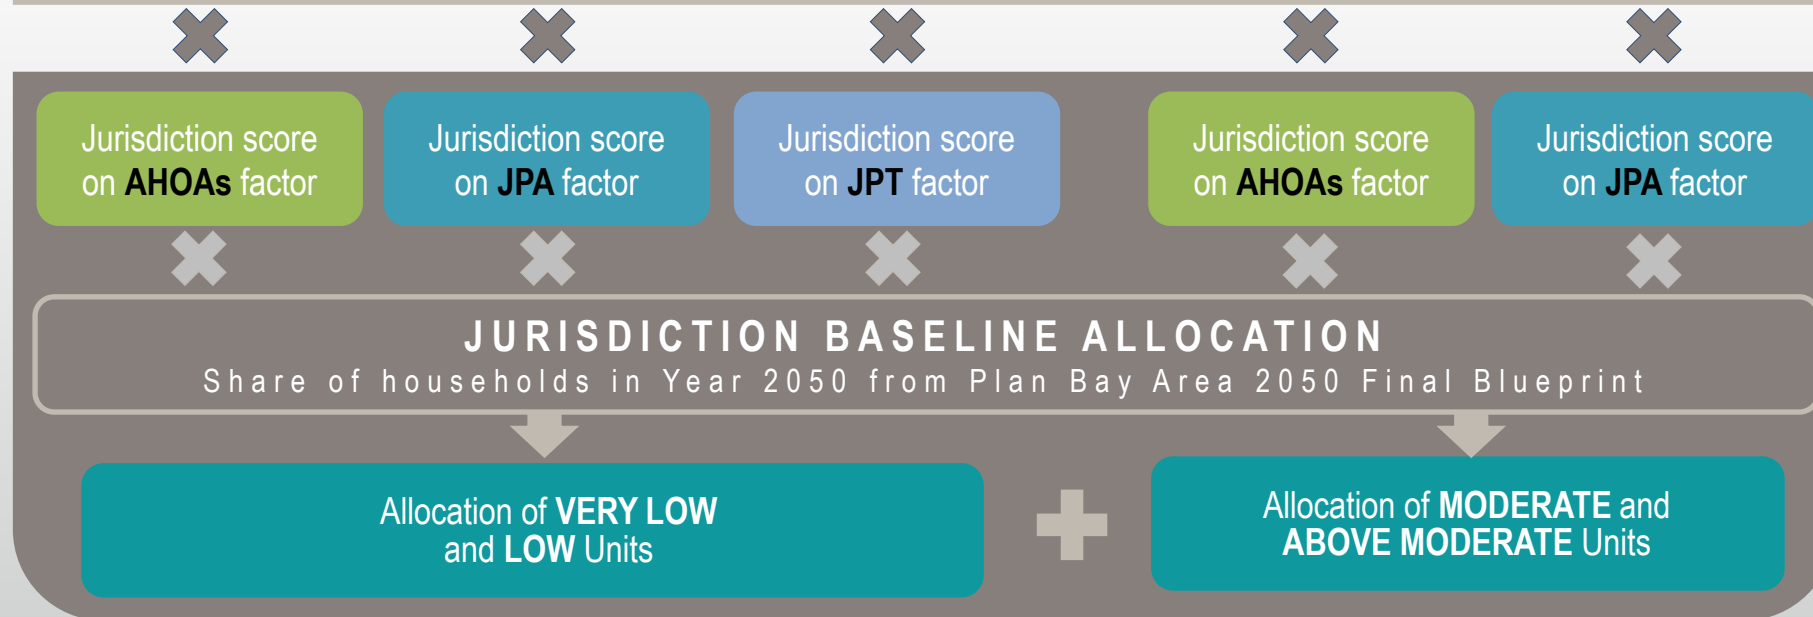 Jurisdiction score
on AHOAs factor
Jurisdiction score
on JPA factor
Jurisdiction score
on JPT factor
Jurisdiction score
on AHOAs factor
Jurisdiction score
on JPA factor
JURISDICTION BASELINE ALLOCATION
Share of households in Year 2050 from Plan Bay Area 2050 Final Blueprint
Allocation of VERY LOW
and LOW Units
Allocation of MODERATE and
ABOVE MODERATE Units